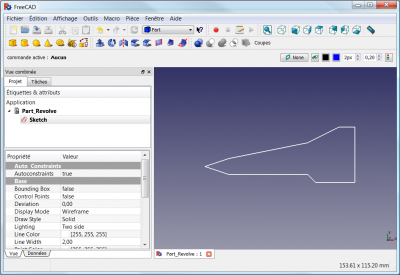 FreeCAD
Fichier Édition Affichage Outils Macro Pièce Fenêtre Aide
Part
Coupes
commande active : Aucun
None
2px
0,20
Vue combinée
Projet Tâches
Étiquettes & attributs
Application
Part_Revolve
Sketch
Propriété Valeur
Auto_Constraints
Autoconstraints true
Base
Bounding Box false
Control Points false
Deviation 0,00
Display Mode Wireframe
Draw Style Solid
Lighting Two side
Line Color [255, 255, 255]
Line Width 2,00
Vue Données
Part_Revolve : 1
153.61 x 115.20 mm